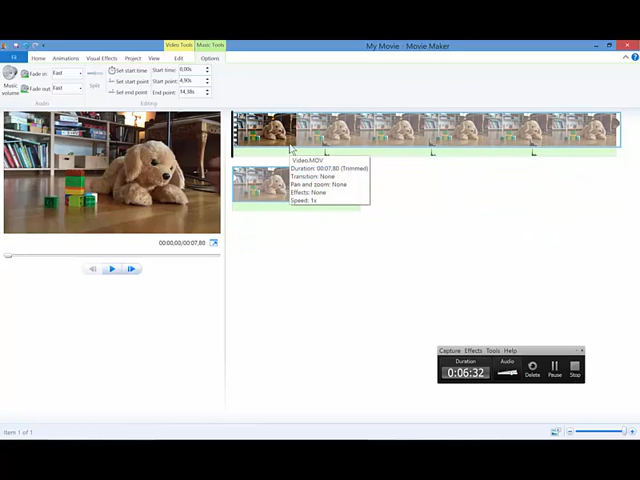 Video Tools Music Tools My Movie - Movie Maker
Home Animations Visual Effects Project View Edit Options
Music volume
Fade in: Fast
Fade out: Fast
Audio
Split
Set start time
Set start point
Set end point
Start time: 0,00s
Start point: 4,90s
End point: 14,38s
Editing
Video.MOV
Duration: 00:07,80 (Trimmed)
Transition: None
Pan and zoom: None
Effects: None
Speed: 1x
00:00,00/00:07,80
Capture Effects Tools Help
Duration
0:06:32
Audio
Delete Pause Stop
Item 1 of 1